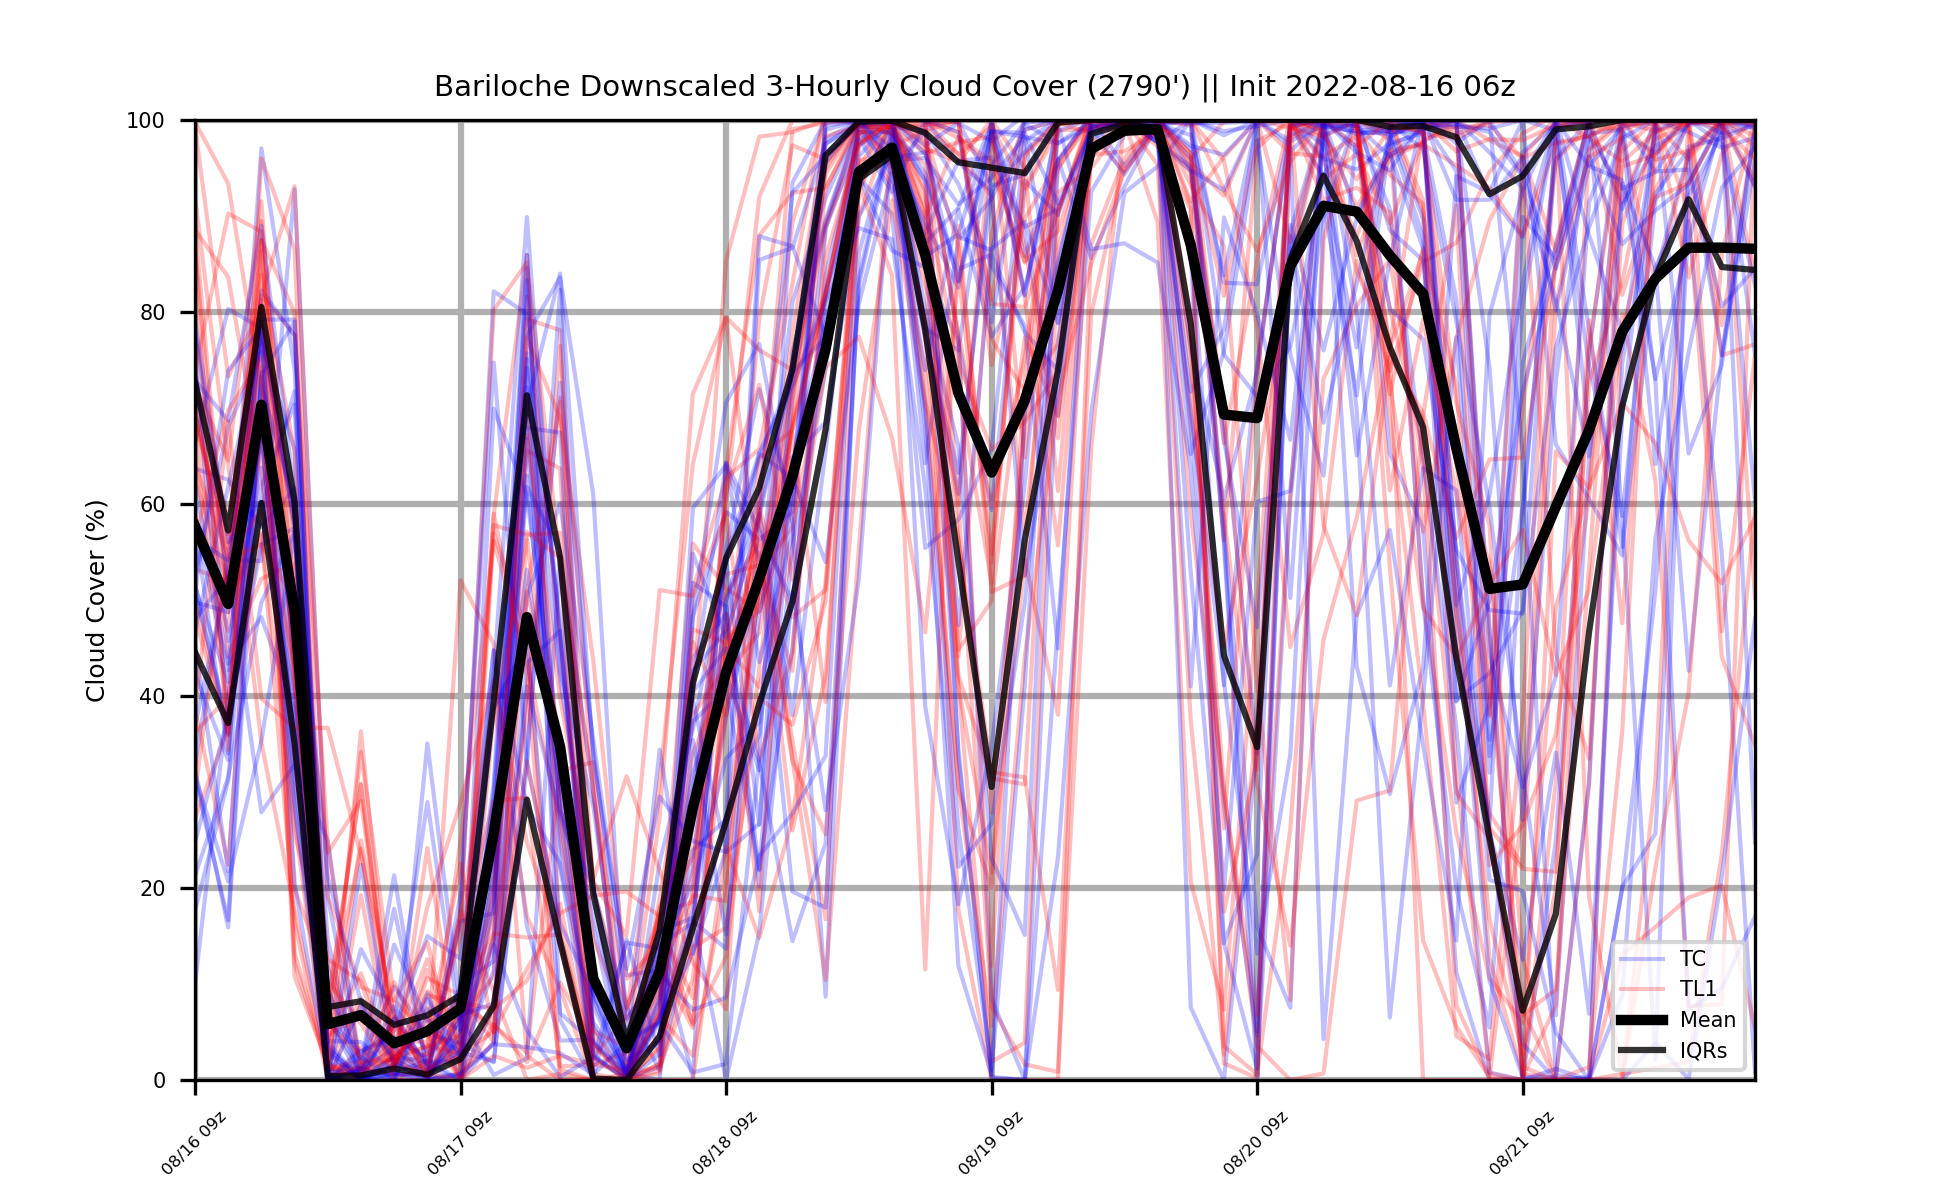 Bariloche Downscaled 3-Hourly Cloud Cover (2790') || Init 2022-08-16 06z
Cloud Cover (%)
100
80
60
40
20
0
08/16 09z
08/17 09z
08/18 09z
08/19 09z
08/20 09z
08/21 09z
TC
TL1
Mean
IQRs